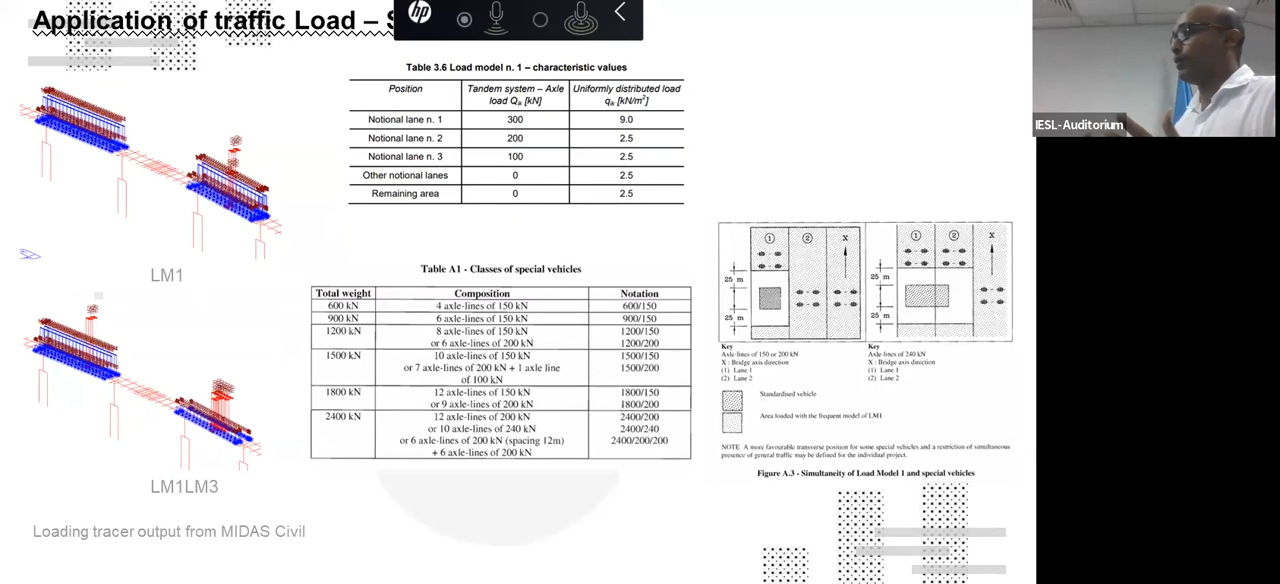 Application of traffic Load – S
hp
IESL-Auditorium
Table 3.6 Load model n. 1 – characteristic values
Position Tandem system – Axle load Qik [kN] Uniformly distributed load qik [kN/m²]
Notional lane n. 1 300 9.0
Notional lane n. 2 200 2.5
Notional lane n. 3 100 2.5
Other notional lanes 0 2.5
Remaining area 0 2.5
LM1
Table A1 - Classes of special vehicles
Total weight Composition Notation
600 kN 4 axle-lines of 150 kN 600/150
900 kN 6 axle-lines of 150 kN 900/150
1200 kN 8 axle-lines of 150 kN 1200/150
or 6 axle-lines of 200 kN 1200/200
1500 kN 10 axle-lines of 150 kN 1500/150
or 7 axle-lines of 200 kN + 1 axle line 1500/200
of 100 kN
1800 kN 12 axle-lines of 150 kN 1800/150
or 9 axle-lines of 200 kN 1800/200
2400 kN 12 axle-lines of 200 kN 2400/200
or 10 axle-lines of 240 kN 2400/240
or 6 axle-lines of 200 kN (spacing 12m) 2400/200/200
+ 6 axle-lines of 200 kN
LM1LM3
Loading tracer output from MIDAS Civil
1 2 X 1 2 X
25 m 25 m
25 m 25 m
Key Key
Axle-lines of 150 or 200 kN Axle-lines of 240 kN
X : Bridge axis direction X : Bridge axis direction
(1) Lane 1 (1) Lane 1
(2) Lane 2 (2) Lane 2
Standardised vehicle
Area loaded with the frequent model of LM1
NOTE A more favourable transverse position for some special vehicles and a restriction of simultaneous
presence of general traffic may be defined for the individual project.
Figure A.3 - Simultaneity of Load Model 1 and special vehicles